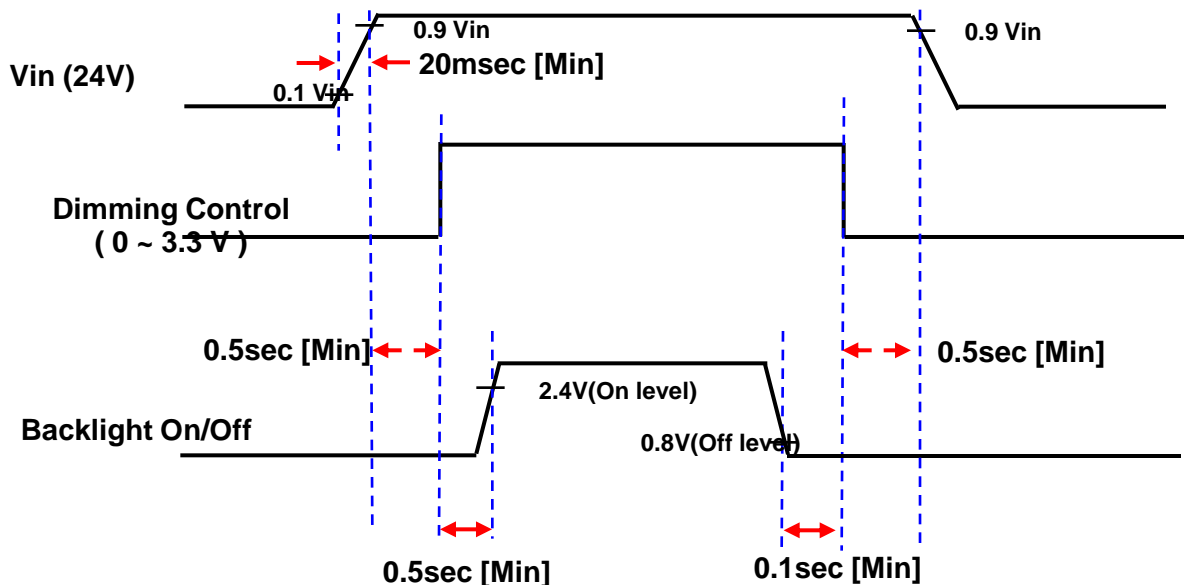 0.9 Vin
0.9 Vin
20msec [Min]
Vin (24V)
0.1 Vin
Dimming Control
( 0 ~ 3.3 V )
0.5sec [Min]
0.5sec [Min]
2.4V(On level)
Backlight On/Off
0.8V(Off level)
0.5sec [Min]
0.1sec [Min]